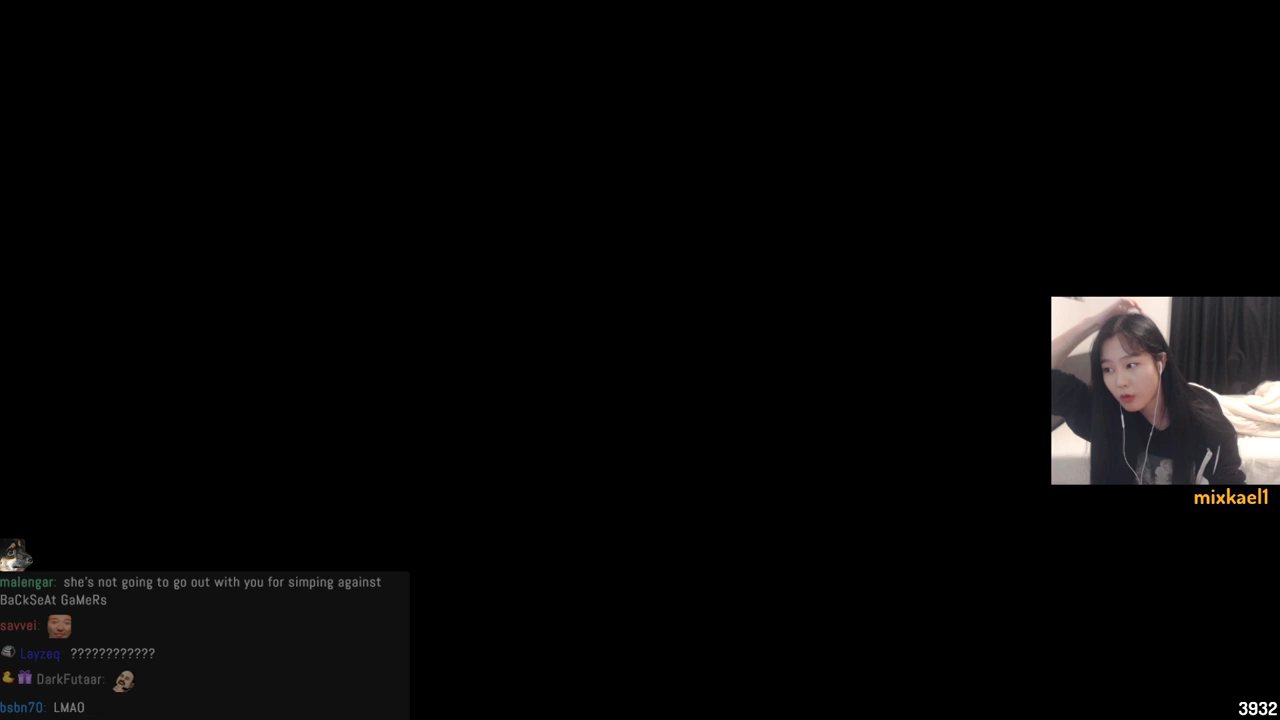 mixkael1
malengar: she's not going to go out with you for simping against
BaCkSeAt GaMeRs
savvei:
Layzeq: ????????????
DarkFutaar:
bsbn70: LMAO
3932